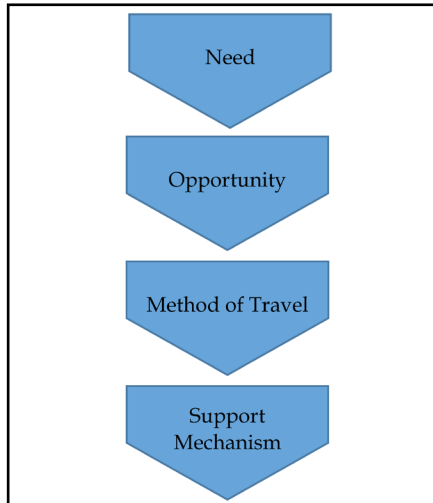 Need
Opportunity
Method of Travel
Support
Mechanism